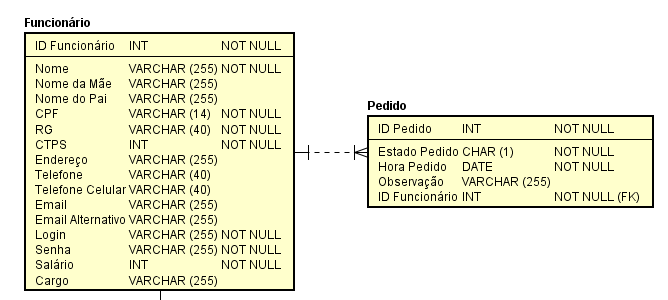 Funcionário
ID Funcionário INT NOT NULL
Nome VARCHAR (255) NOT NULL
Nome da Mãe VARCHAR (255)
Nome do Pai VARCHAR (255)
CPF VARCHAR (14) NOT NULL
RG VARCHAR (40) NOT NULL
CTPS INT NOT NULL
Endereço VARCHAR (255)
Telefone VARCHAR (40)
Telefone Celular VARCHAR (40)
Email VARCHAR (255)
Email Alternativo VARCHAR (255)
Login VARCHAR (255) NOT NULL
Senha VARCHAR (255) NOT NULL
Salário INT NOT NULL
Cargo VARCHAR (255)
Pedido
ID Pedido INT NOT NULL
Estado Pedido CHAR (1) NOT NULL
Hora Pedido DATE NOT NULL
Observação VARCHAR (255)
ID Funcionário INT NOT NULL (FK)